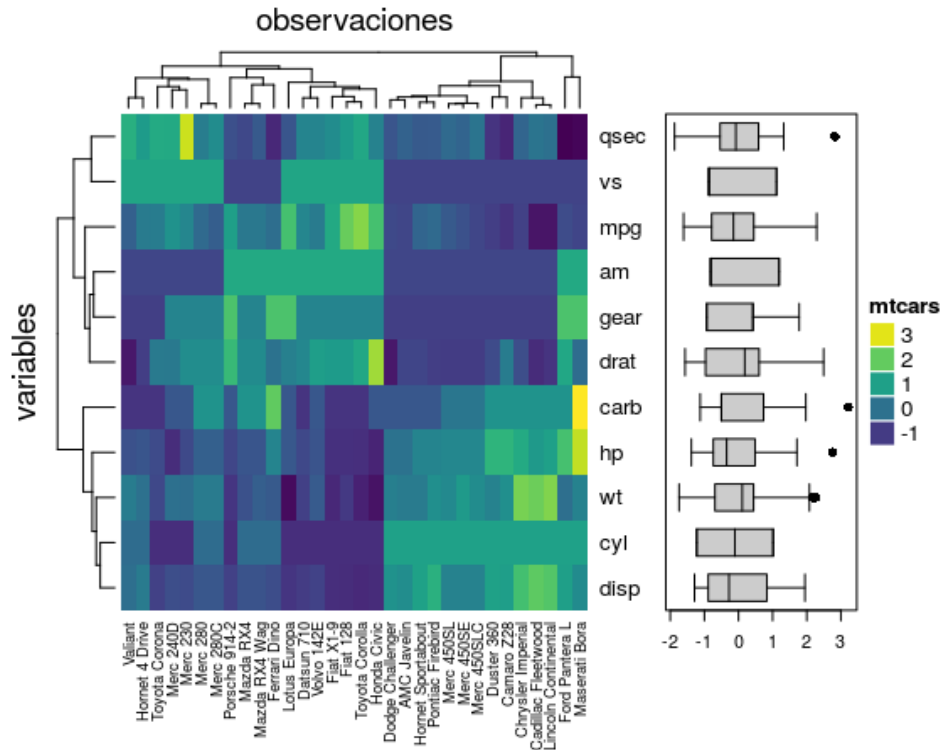 observaciones
variables
qsec
vs
mpg
am
gear
drat
carb
hp
wt
cyl
disp
Valiant
Hornet 4 Drive
Toyota Corona
Merc 240D
Merc 230
Merc 280
Merc 280C
Porsche 914-2
Mazda RX4
Mazda RX4 Wag
Ferrari Dino
Lotus Europa
Datsun 710
Volvo 142E
Fiat X1-9
Fiat 128
Toyota Corolla
Honda Civic
Dodge Challenger
AMC Javelin
Hornet Sportabout
Pontiac Firebird
Merc 450SL
Merc 450SE
Merc 450SLC
Duster 360
Camaro Z28
Chrysler Imperial
Cadillac Fleetwood
Lincoln Continental
Ford Pantera L
Maserati Bora
-2 -1 0 1 2 3
mtcars
3
2
1
0
-1